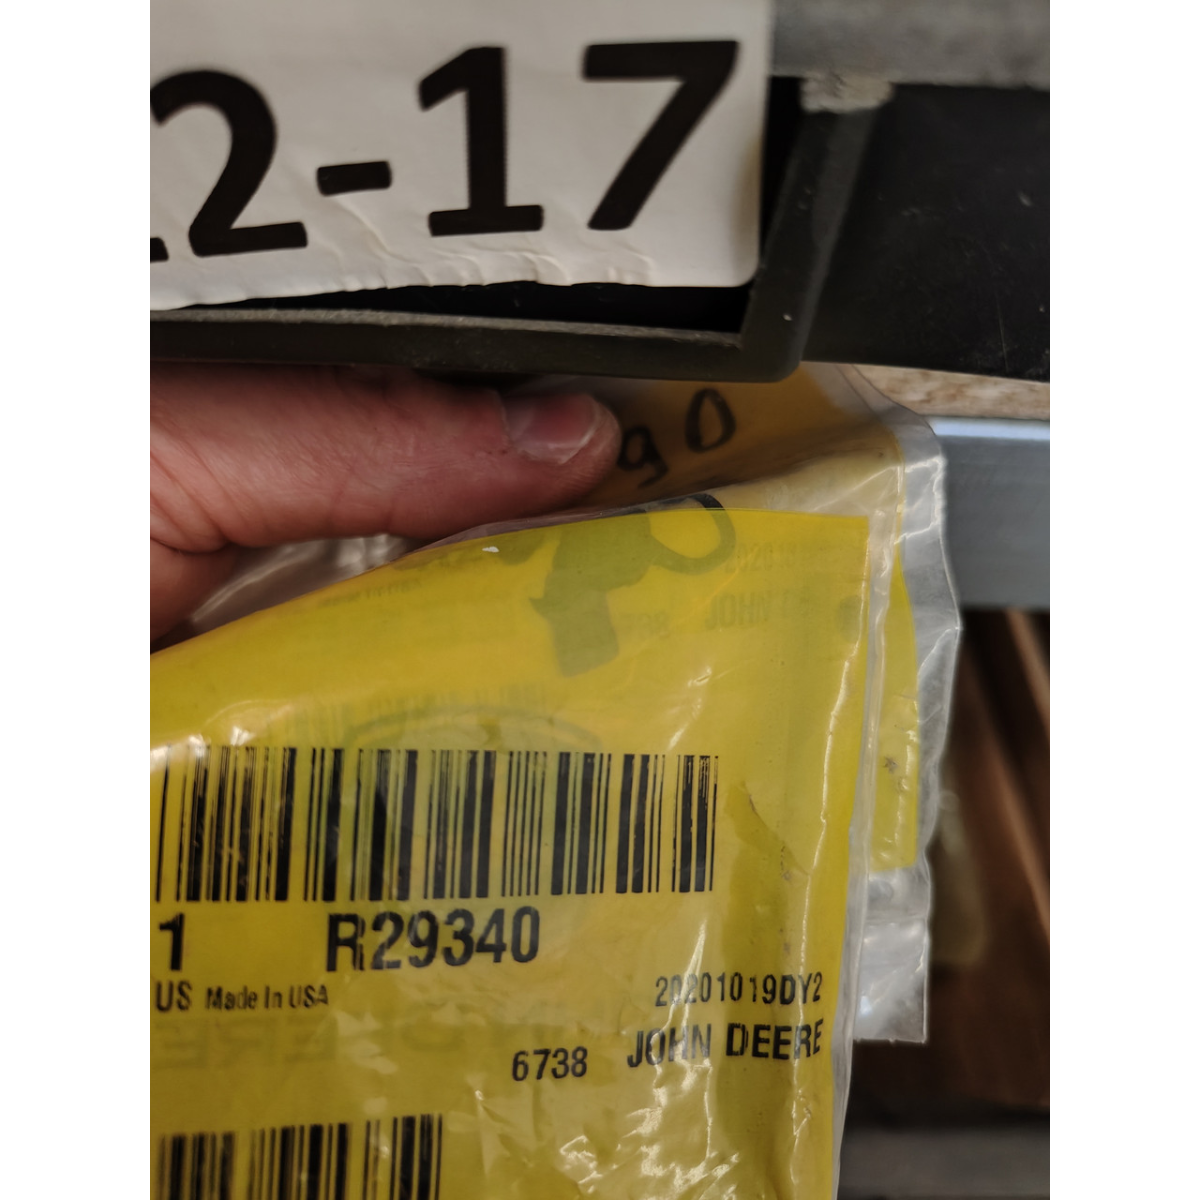 2-17
90
1 R29340
US Made In USA
20201019DY2
6738 JOHN DEERE